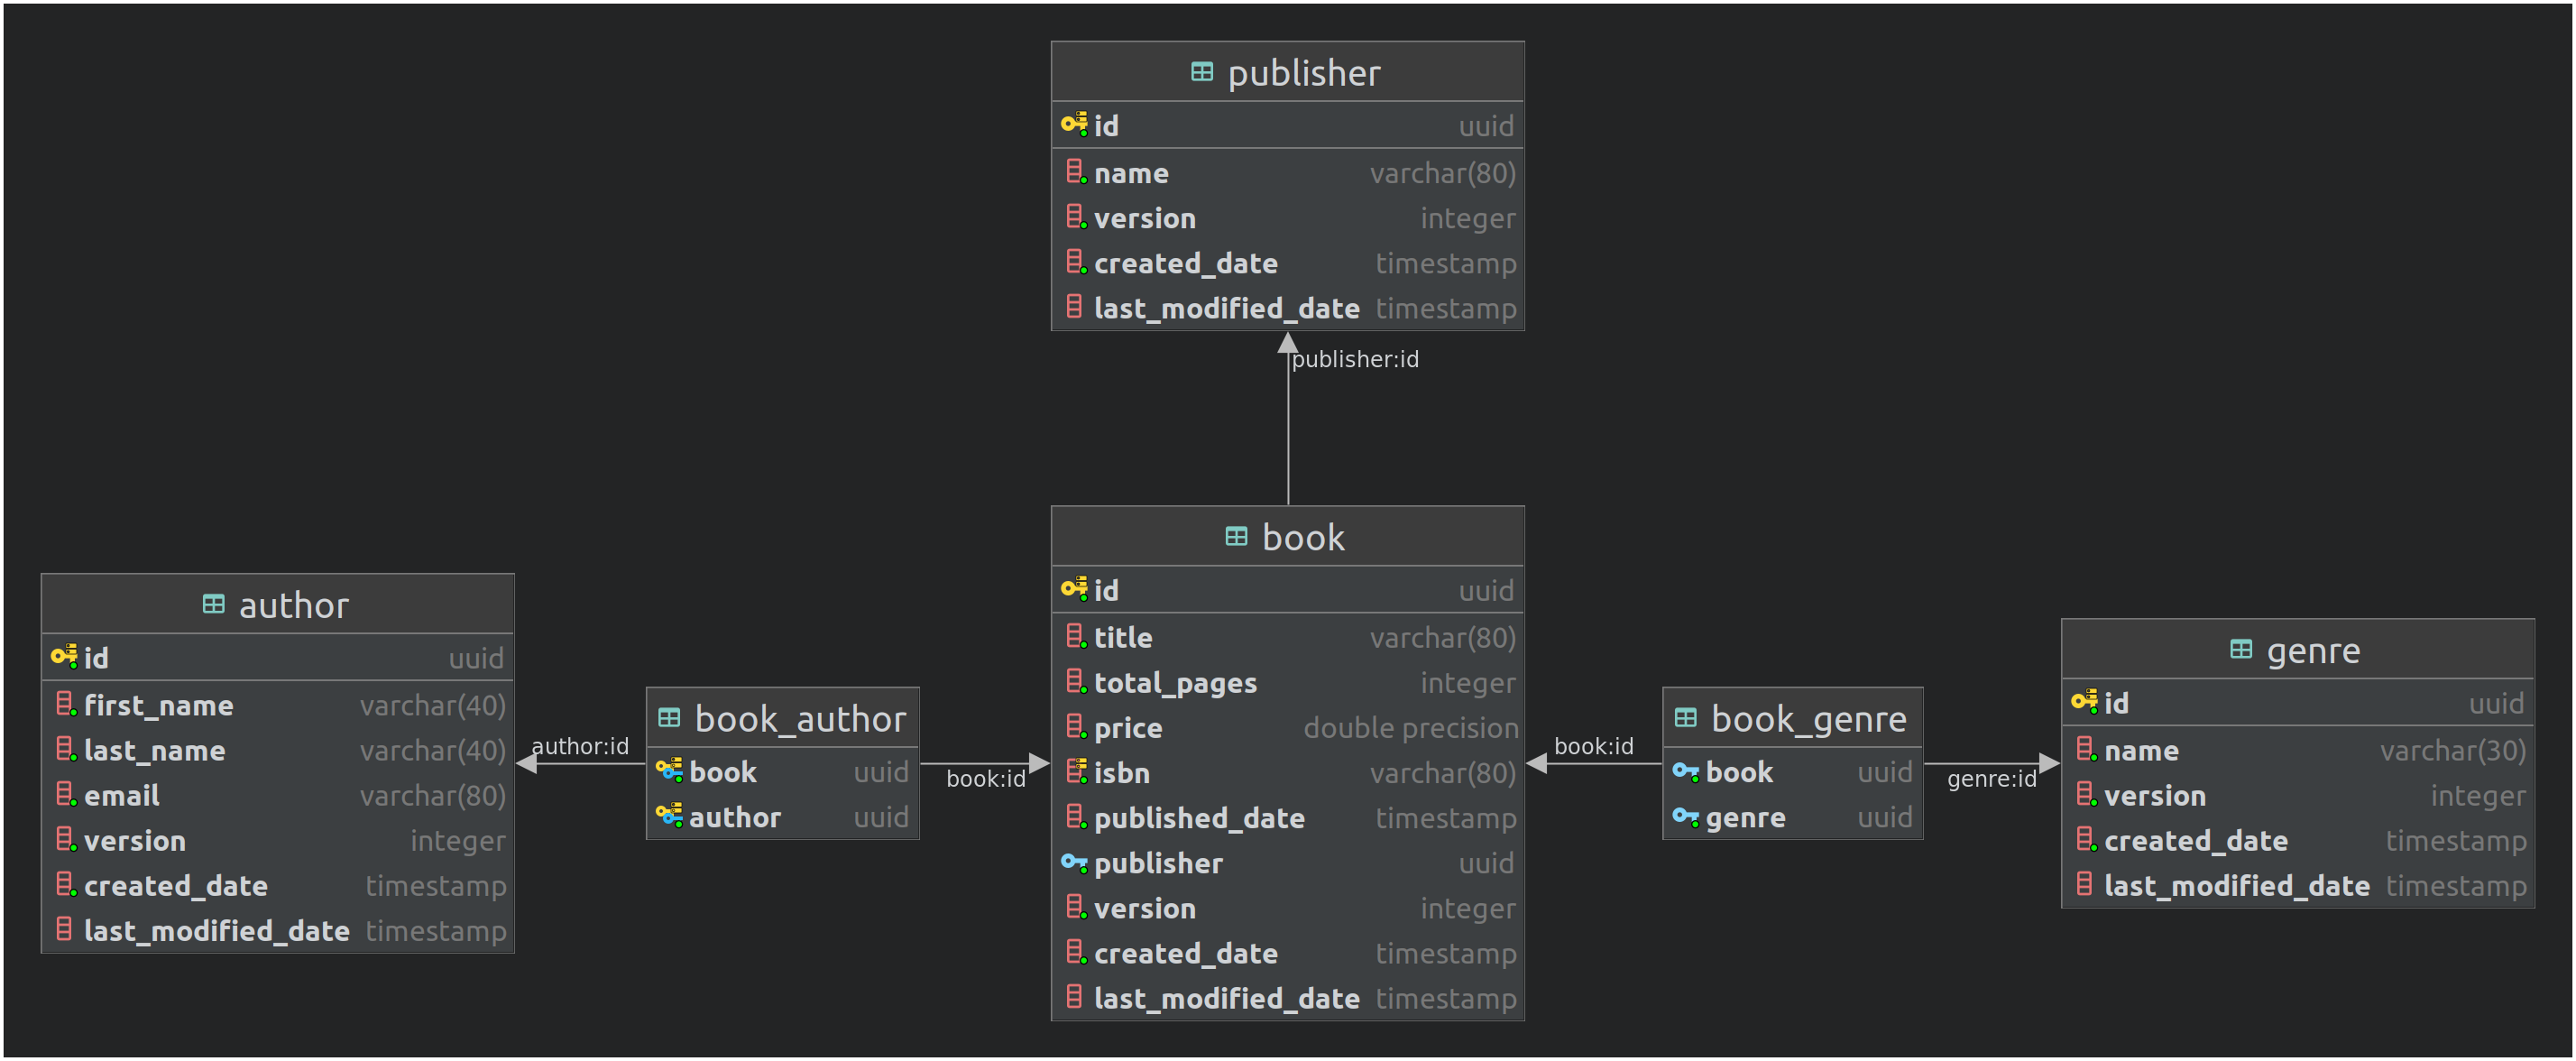 publisher
id uuid
name varchar(80)
version integer
created_date timestamp
last_modified_date timestamp
publisher:id
book
id uuid
title varchar(80)
total_pages integer
price double precision
isbn varchar(80)
published_date timestamp
publisher uuid
version integer
created_date timestamp
last_modified_date timestamp
author
id uuid
first_name varchar(40)
last_name varchar(40)
email varchar(80)
version integer
created_date timestamp
last_modified_date timestamp
author:id
book_author
book uuid
author uuid
book:id
book:id
book_genre
book uuid
genre uuid
genre:id
genre
id uuid
name varchar(30)
version integer
created_date timestamp
last_modified_date timestamp